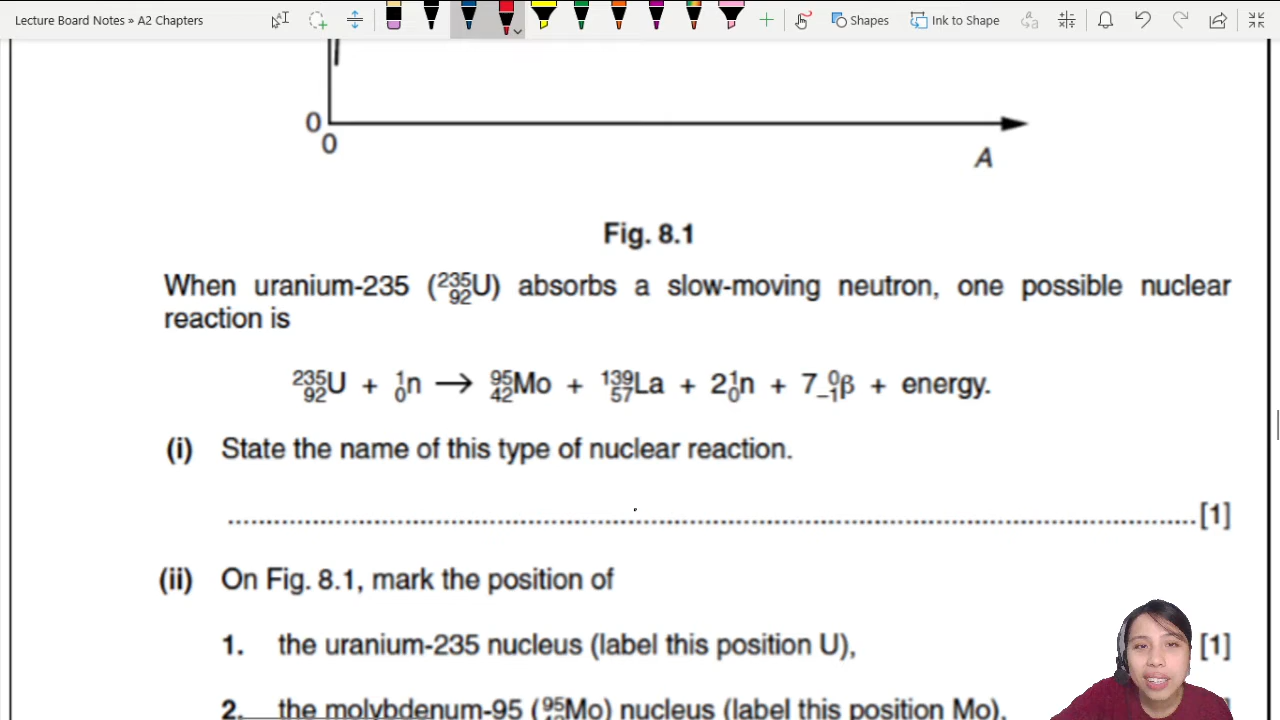 Lecture Board Notes » A2 Chapters
Shapes
Ink to Shape
0
0
A
Fig. 8.1
When uranium-235 (²³⁵₉₂U) absorbs a slow-moving neutron, one possible nuclear
reaction is
²³⁵₉₂U + ¹₀n → ⁹⁵₄₂Mo + ¹³⁹₅₇La + 2¹₀n + 7⁰₋₁β + energy.
(i) State the name of this type of nuclear reaction.
[1]
(ii) On Fig. 8.1, mark the position of
1. the uranium-235 nucleus (label this position U), [1]
2. the molybdenum-95 (⁹⁵Mo) nucleus (label this position Mo),